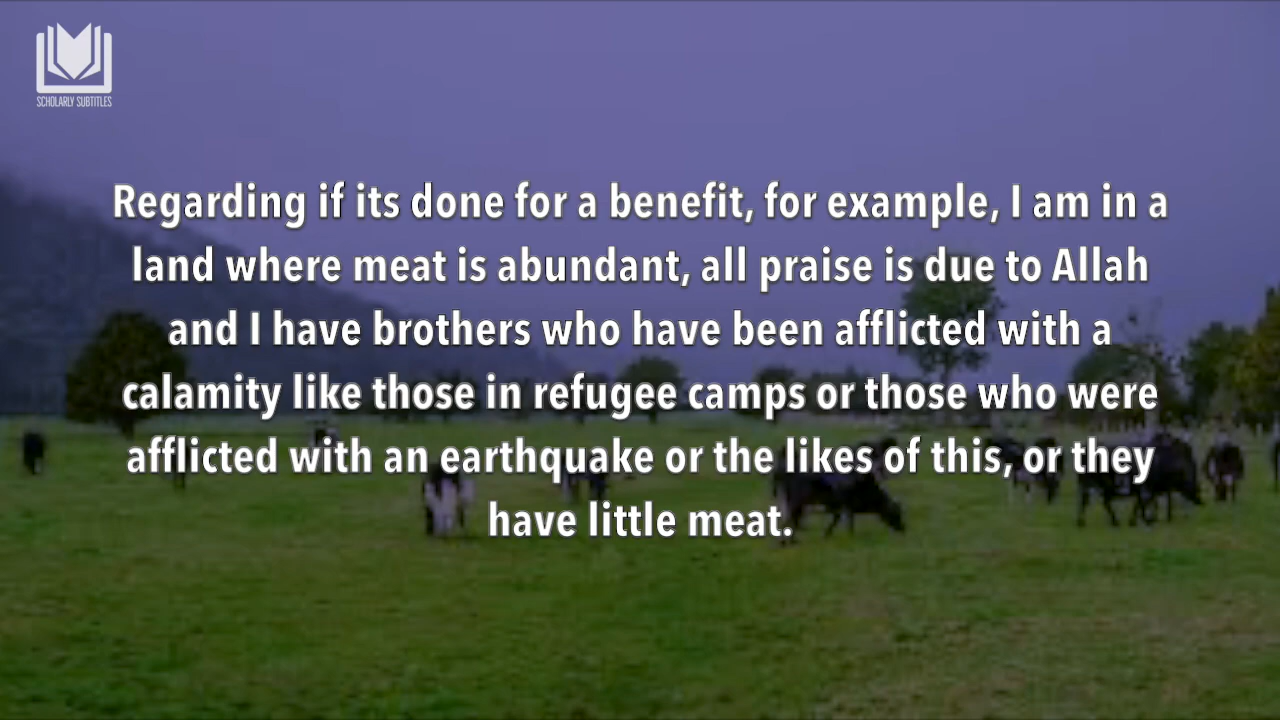 SCHOLARLY SUBTITLES
Regarding if its done for a benefit, for example, I am in a
land where meat is abundant, all praise is due to Allah
and I have brothers who have been afflicted with a
calamity like those in refugee camps or those who were
afflicted with an earthquake or the likes of this, or they
have little meat.